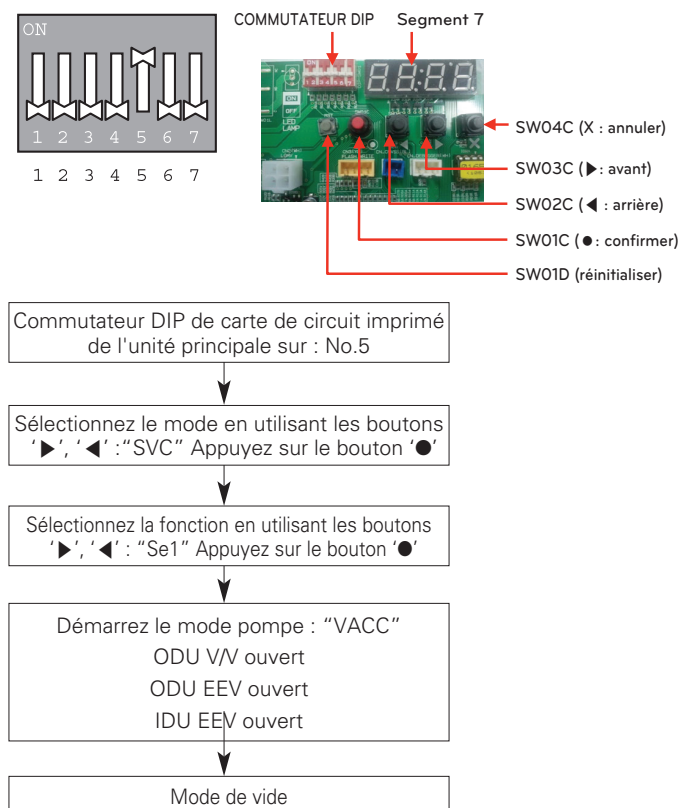 ON
1 2 3 4 5 6 7
1 2 3 4 5 6 7
COMMUTATEUR DIP
Segment 7
ON
OFF
LED
LAMP
SW04C (X : annuler)
SW03C (▶: avant)
SW02C (◀ : arrière)
SW01C (●: confirmer)
SW01D (réinitialiser)
Commutateur DIP de carte de circuit imprimé
de l'unité principale sur : No.5
Sélectionnez le mode en utilisant les boutons
‘▶’, ‘◀’ :“SVC” Appuyez sur le bouton ‘●’
Sélectionnez la fonction en utilisant les boutons
‘▶’, ‘◀’ : “Se1” Appuyez sur le bouton ‘●’
Démarrez le mode pompe : “VACC”
ODU V/V ouvert
ODU EEV ouvert
IDU EEV ouvert
Mode de vide